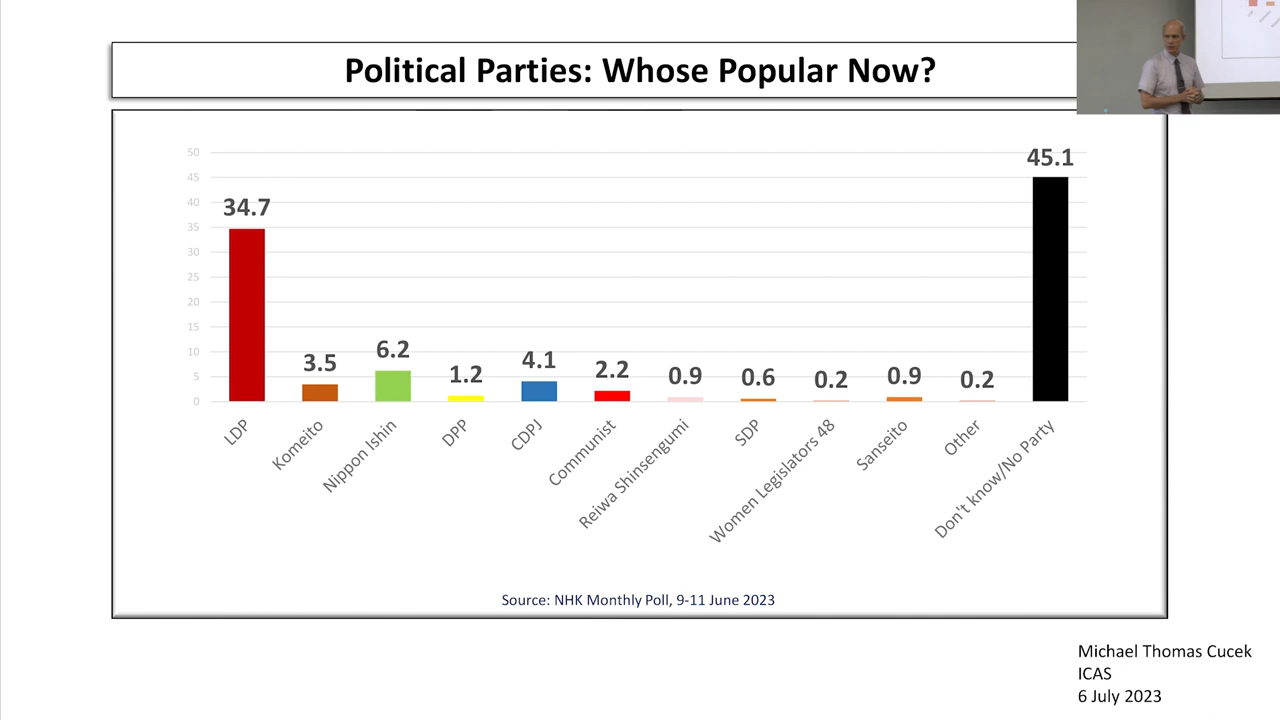 Political Parties: Whose Popular Now?
50
45
40
35
30
25
20
15
10
5
0
34.7
3.5
6.2
1.2
4.1
2.2
0.9
0.6
0.2
0.9
0.2
45.1
LDP
Komeito
Nippon Ishin
DPP
CDPJ
Communist
Reiwa Shinsengumi
SDP
Women Legislators 48
Sanseito
Other
Don't know/No Party
Source: NHK Monthly Poll, 9-11 June 2023
Michael Thomas Cucek
ICAS
6 July 2023